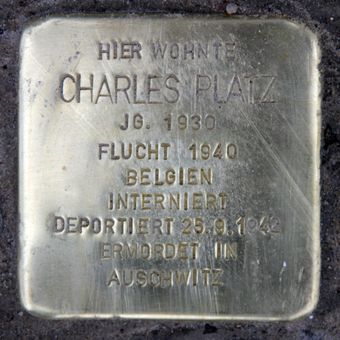 HIER WOHNTE
CHARLES PLATZ
JG. 1930
FLUCHT 1940
BELGIEN
INTERNIERT
DEPORTIERT 25.9.1942
ERMORDET IN
AUSCHWITZ